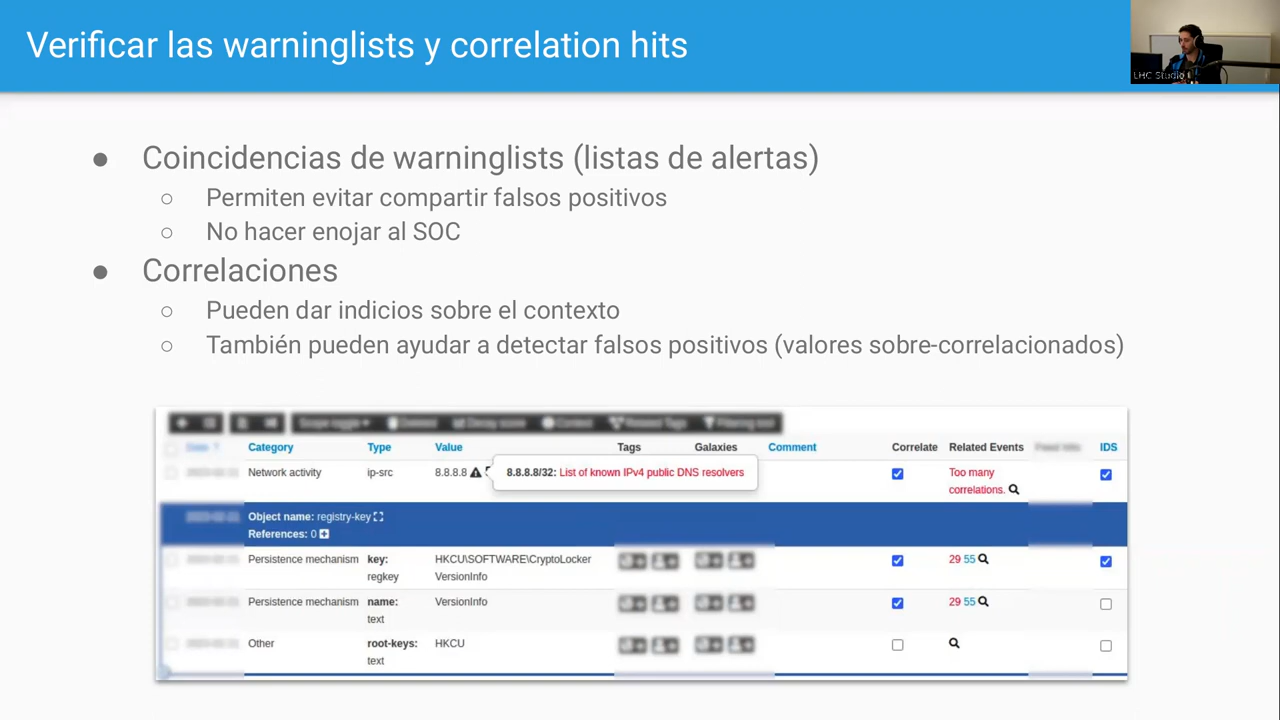 Verificar las warninglists y correlation hits
LHC Studio
● Coincidencias de warninglists (listas de alertas)
○ Permiten evitar compartir falsos positivos
○ No hacer enojar al SOC
● Correlaciones
○ Pueden dar indicios sobre el contexto
○ También pueden ayudar a detectar falsos positivos (valores sobre-correlacionados)
Category Type Value Tags Galaxies Comment Correlate Related Events IDS
Network activity ip-src 8.8.8.8 8.8.8.8/32: List of known IPv4 public DNS resolvers Too many
correlations.
Object name: registry-key
References: 0
Persistence mechanism key: HKCU\SOFTWARE\CryptoLocker 29 55
regkey VersionInfo
Persistence mechanism name: VersionInfo 29 55
text
Other root-keys: HKCU
text